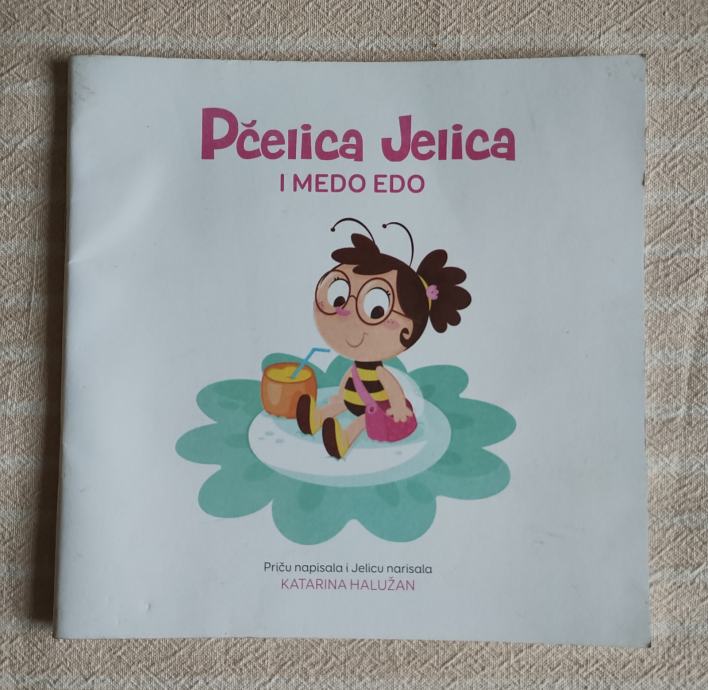 Pčelica Jelica
I MEDO EDO
Priču napisala i Jelicu narisala
KATARINA HALUŽAN